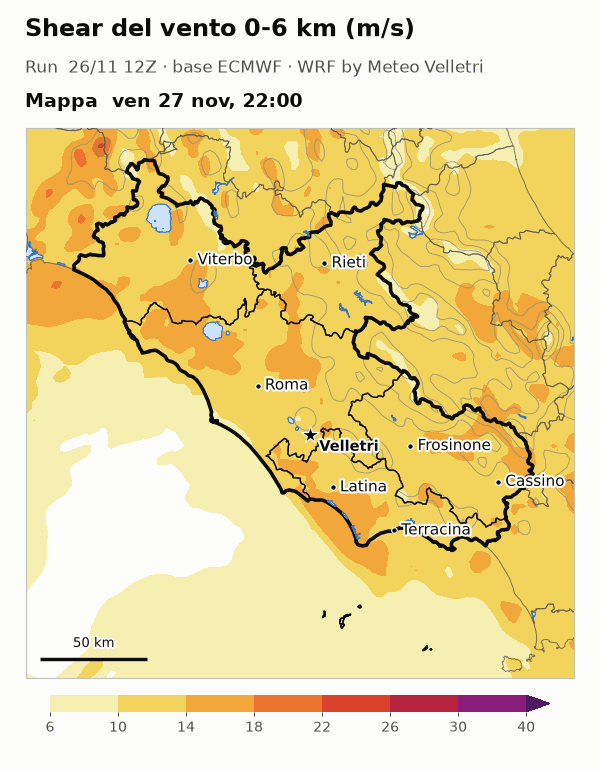 Shear del vento 0-6 km (m/s)
Run  26/11 12Z · base ECMWF · WRF by Meteo Velletri
Mappa  ven 27 nov, 22:00
Viterbo
Rieti
Roma
Velletri
Frosinone
Cassino
Latina
Terracina
50 km
6 10 14 18 22 26 30 40